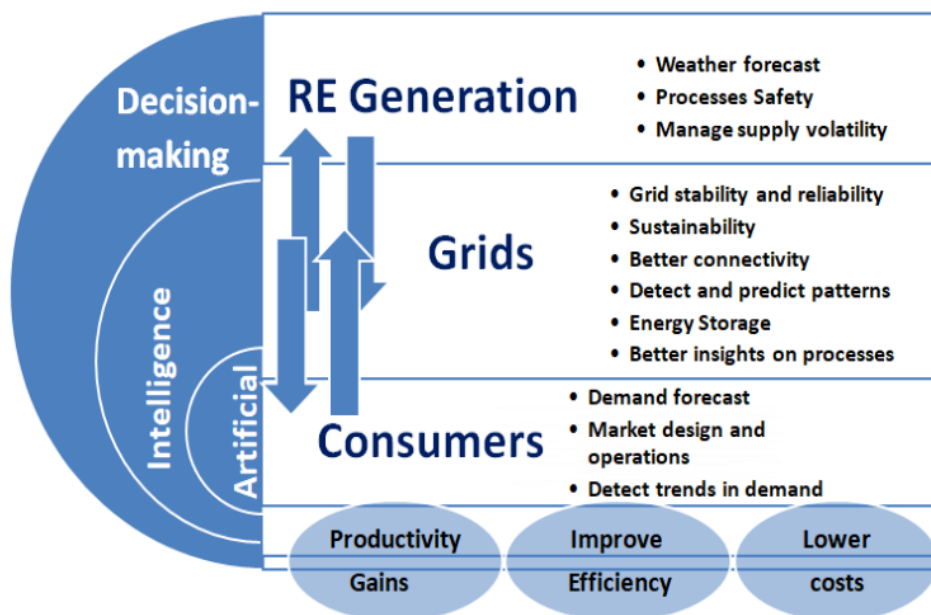 Decision-
making
Intelligence
Artificial
RE Generation
• Weather forecast
• Processes Safety
• Manage supply volatility
Grids
• Grid stability and reliability
• Sustainability
• Better connectivity
• Detect and predict patterns
• Energy Storage
• Better insights on processes
Consumers
• Demand forecast
• Market design and
operations
• Detect trends in demand
Productivity
Gains
Improve
Efficiency
Lower
costs